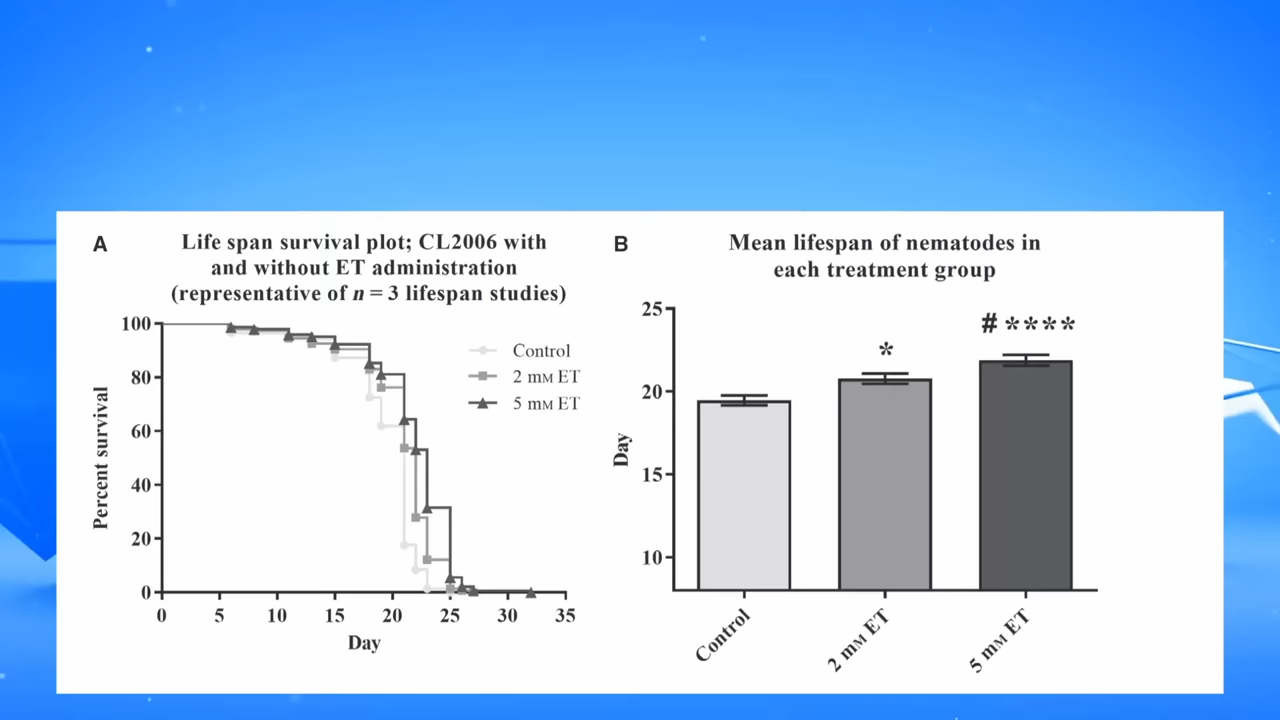 A
Life span survival plot; CL2006 with
and without ET administration
(representative of n = 3 lifespan studies)
100
80
60
40
20
0
Percent survival
0 5 10 15 20 25 30 35
Day
Control
2 mM ET
5 mM ET
B
Mean lifespan of nematodes in
each treatment group
25
20
15
10
Day
*
# ****
Control
2 mM ET
5 mM ET